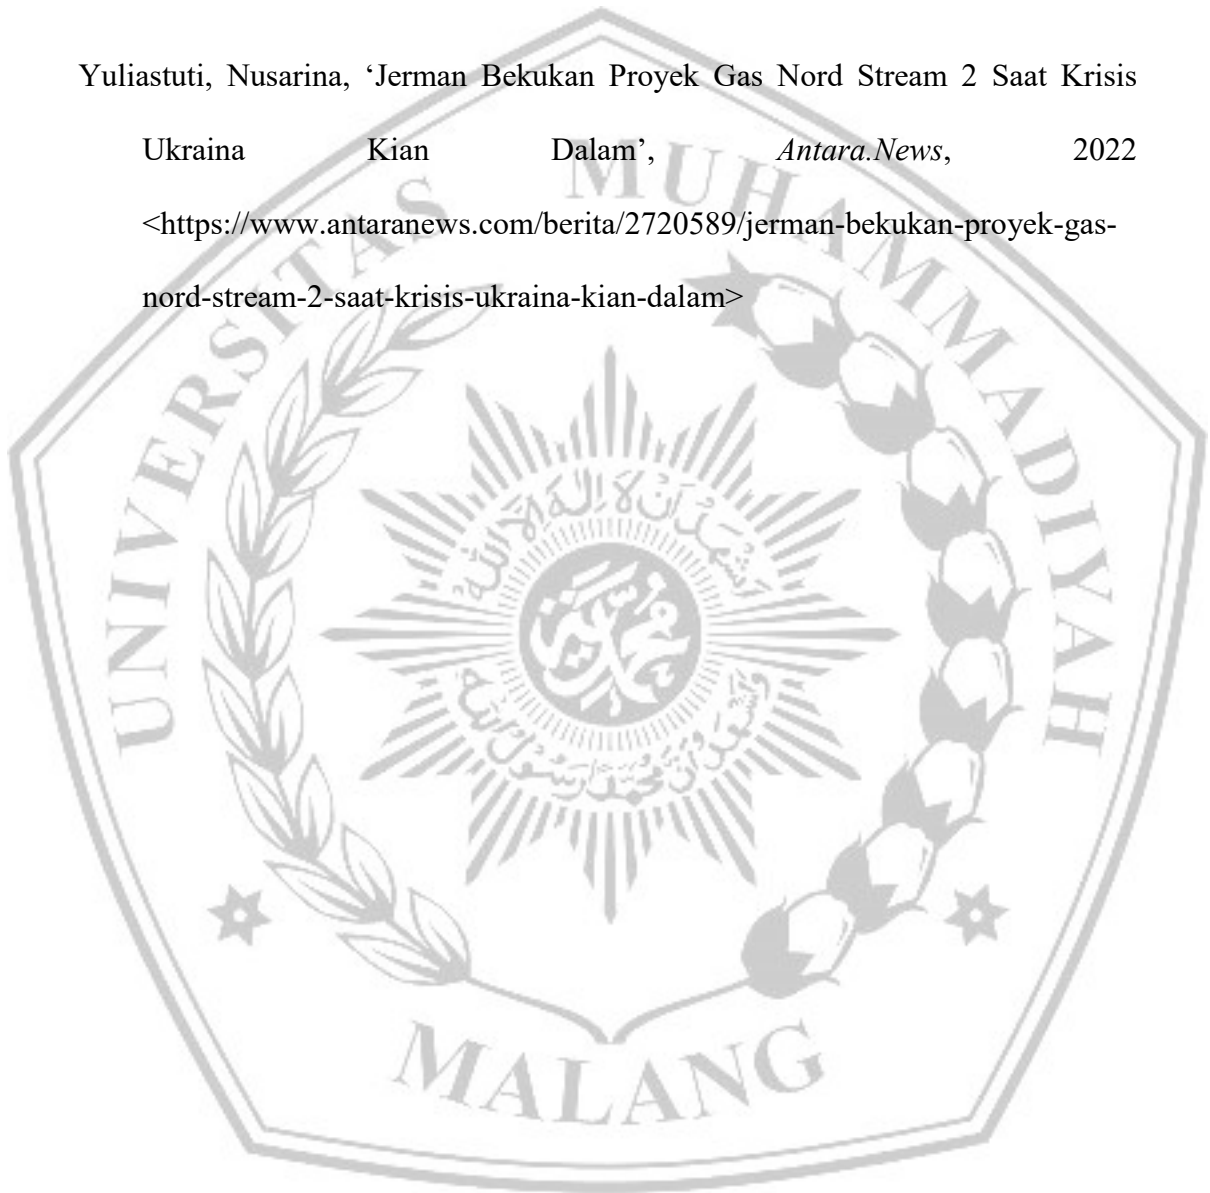 Yuliastuti, Nusarina, ‘Jerman Bekukan Proyek Gas Nord Stream 2 Saat Krisis
Ukraina Kian Dalam’, Antara.News, 2022
<https://www.antaranews.com/berita/2720589/jerman-bekukan-proyek-gas-
nord-stream-2-saat-krisis-ukraina-kian-dalam>
UNIVERSITAS MUHAMMADIYAH
MALANG